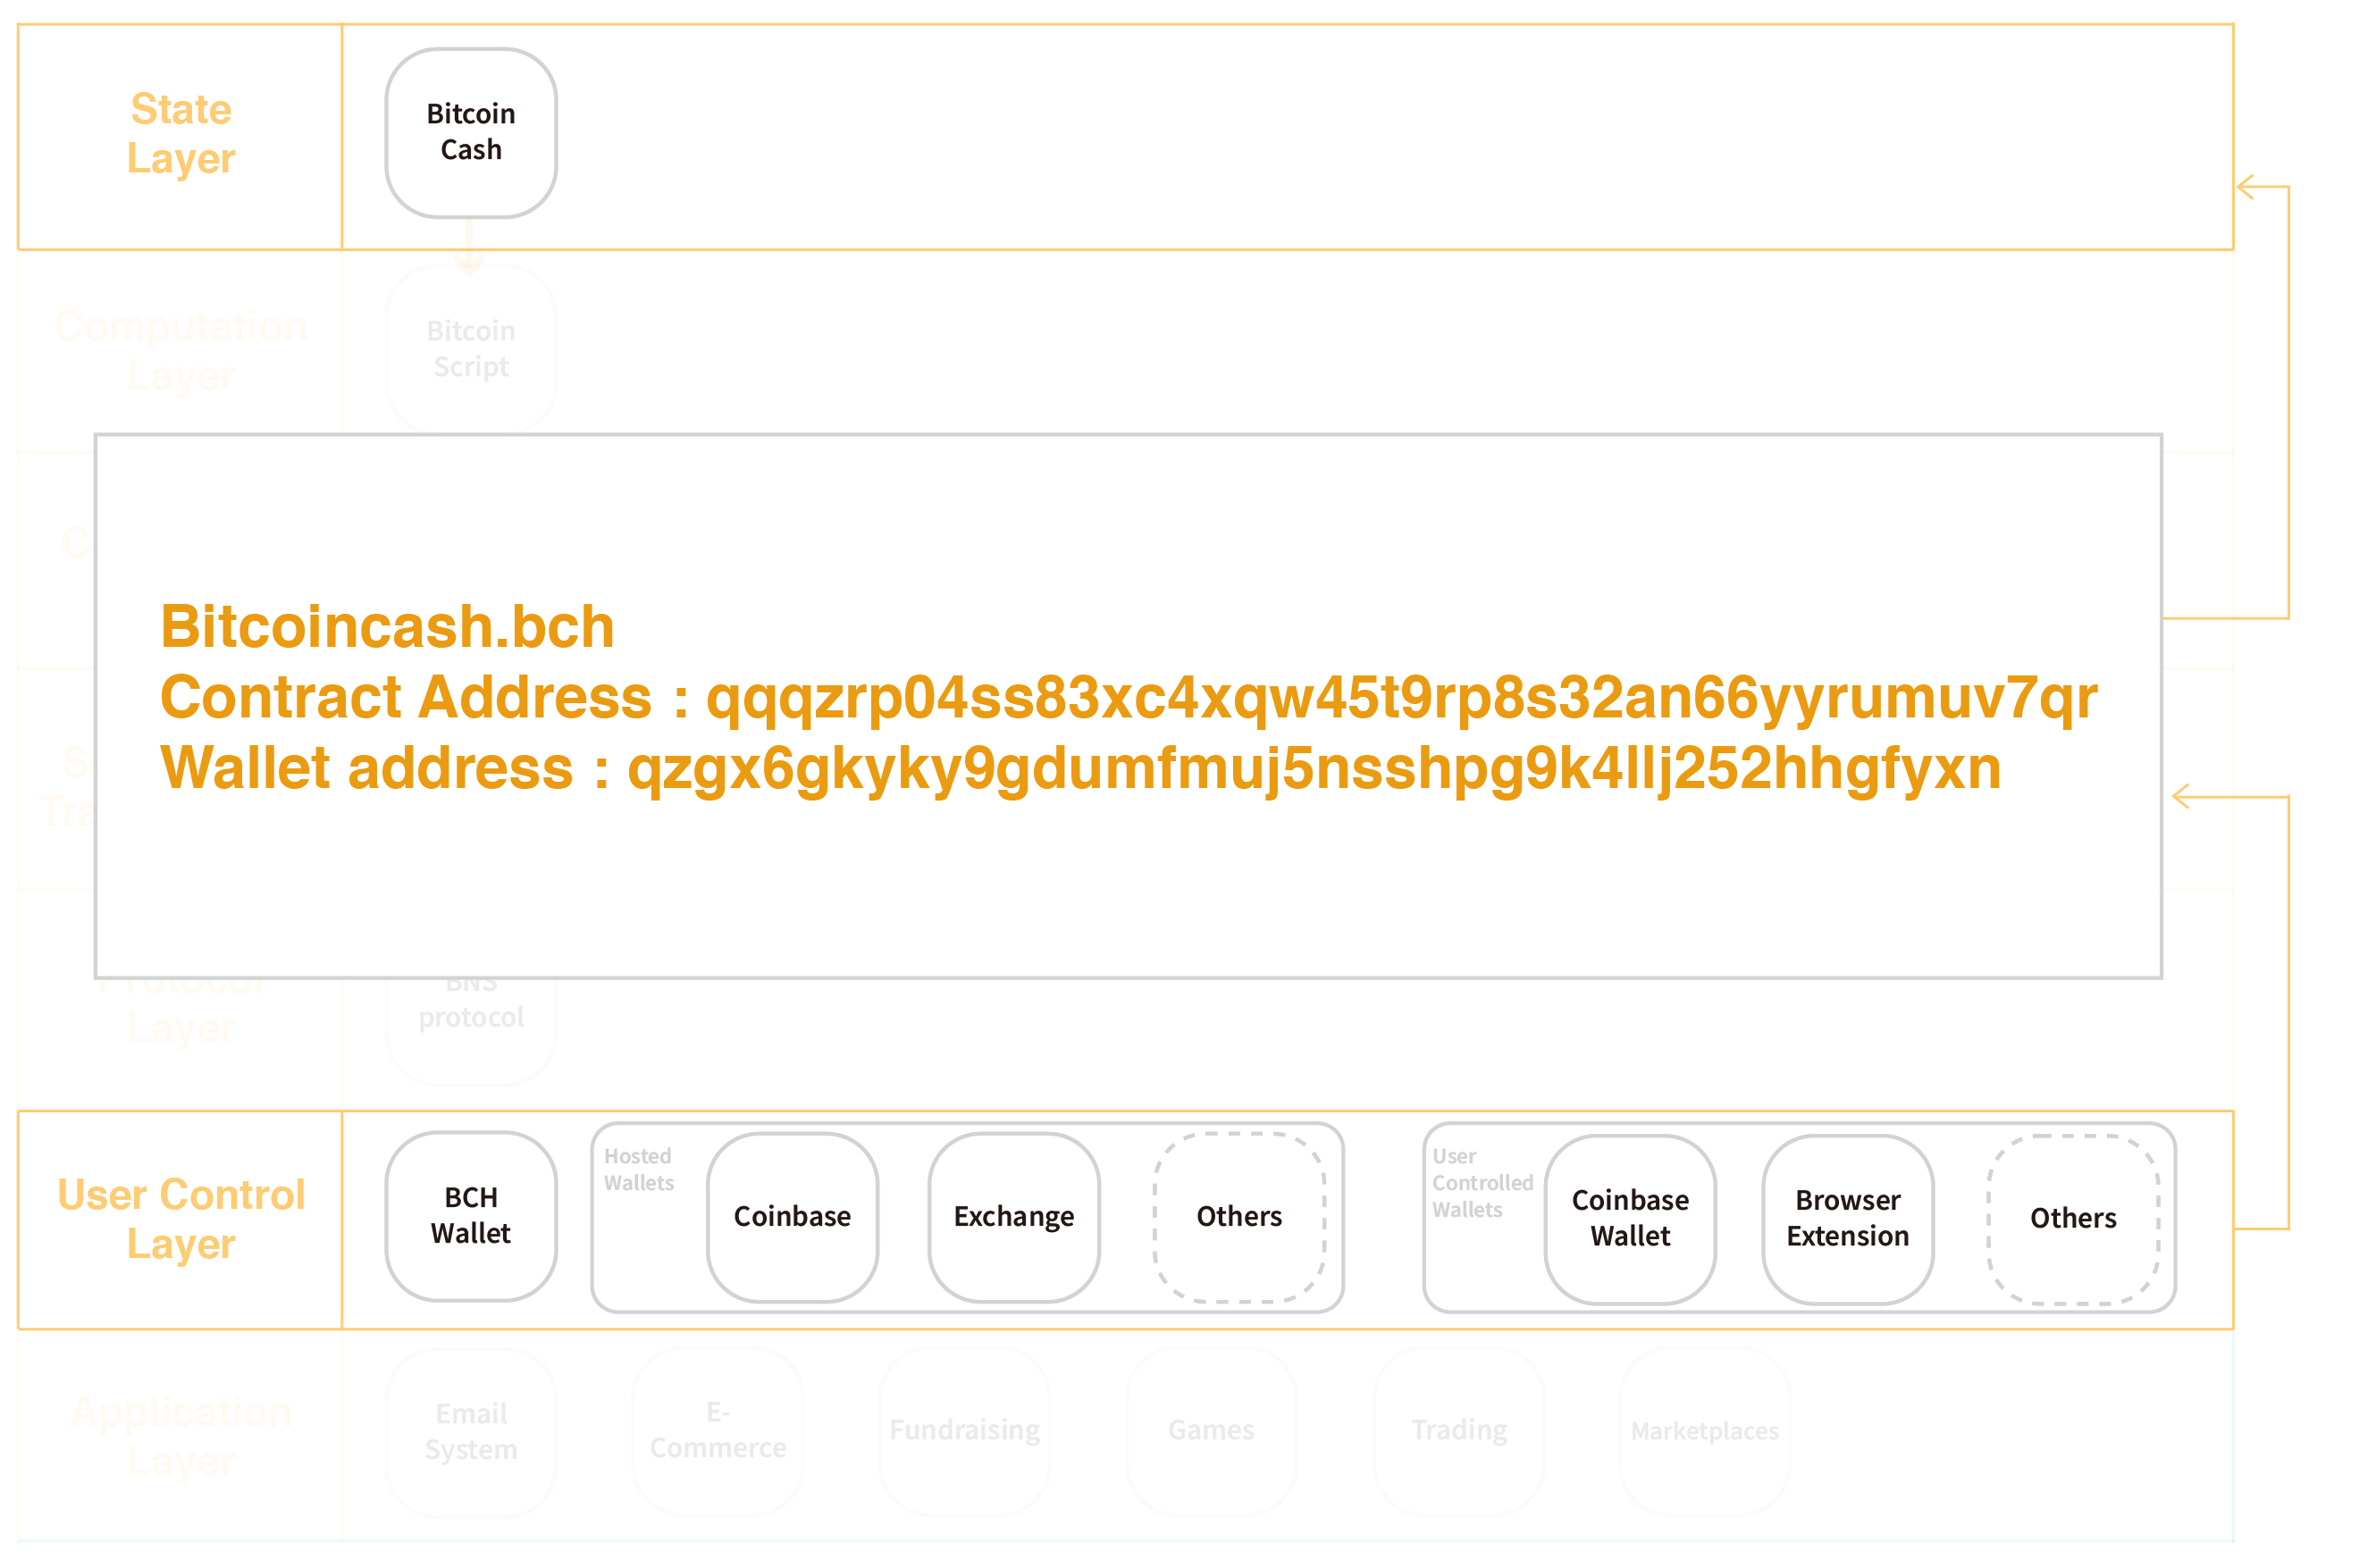 State
Layer
Bitcoin
Cash
Computation
Layer
Bitcoin
Script
Bitcoincash.bch
Contract Address : qqqzrp04ss83xc4xqw45t9rp8s32an66yyrumuv7qr
Wallet address : qzgx6gkyky9gdumfmuj5nsshpg9k4llj252hhgfyxn
Protocol
Layer
BNS
protocol
User Control
Layer
BCH
Wallet
Hosted
Wallets
Coinbase
Exchange
Others
User
Controlled
Wallets
Coinbase
Wallet
Browser
Extension
Others
Application
Layer
Email
System
E-
Commerce
Fundraising
Games
Trading
Marketplaces